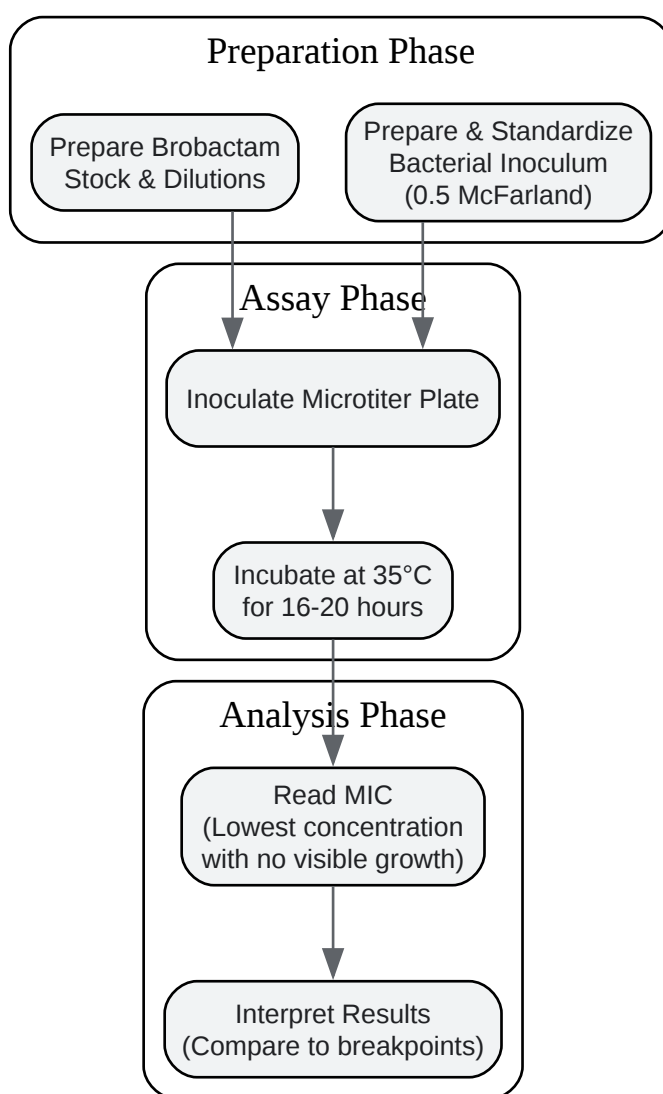 Preparation Phase
Prepare Brobactam
Stock & Dilutions
Prepare & Standardize
Bacterial Inoculum
(0.5 McFarland)
Assay Phase
Inoculate Microtiter Plate
Incubate at 35°C
for 16-20 hours
Analysis Phase
Read MIC
(Lowest concentration
with no visible growth)
Interpret Results
(Compare to breakpoints)